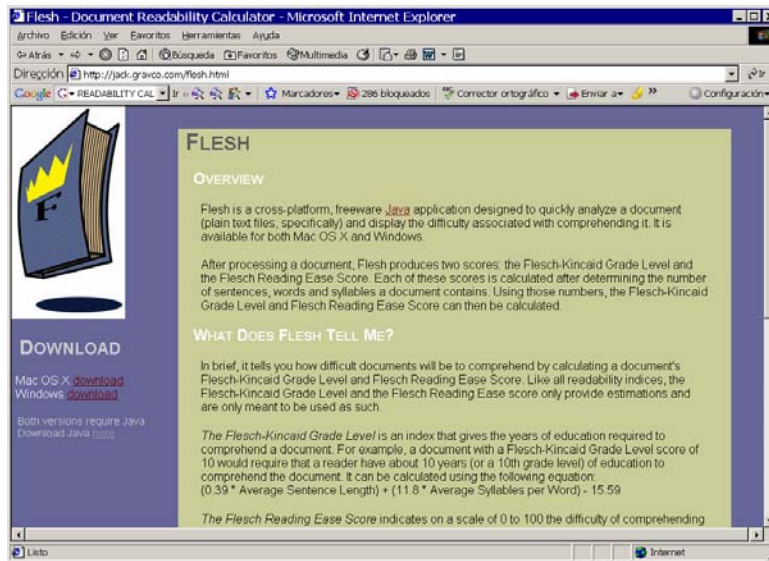 Flesh - Document Readability Calculator - Microsoft Internet Explorer
Archivo Edición Ver Favoritos Herramientas Ayuda
Atrás Búsqueda Favoritos Multimedia
Dirección http://jack.gravco.com/flesh.html Ir
Google READABILITY CAL Ir Marcadores 286 bloqueados Corrector ortográfico Enviar a Configuración
F
FLESH
OVERVIEW
Flesh is a cross-platform, freeware Java application designed to quickly analyze a document
(plain text files, specifically) and display the difficulty associated with comprehending it. It is
available for both Mac OS X and Windows.
After processing a document, Flesh produces two scores: the Flesch-Kincaid Grade Level and
the Flesch Reading Ease Score. Each of these scores is calculated after determining the number
of sentences, words and syllables a document contains. Using those numbers, the Flesch-Kincaid
Grade Level and Flesch Reading Ease Score can then be calculated.
WHAT DOES FLESH TELL ME?
In brief, it tells you how difficult documents will be to comprehend by calculating a document's
Flesch-Kincaid Grade Level and Flesch Reading Ease Score. Like all readability indices, the
Flesch-Kincaid Grade Level and the Flesch Reading Ease score only provide estimations and
are only meant to be used as such.
The Flesch-Kincaid Grade Level is an index that gives the years of education required to
comprehend a document. For example, a document with a Flesch-Kincaid Grade Level score of
10 would require that a reader have about 10 years (or a 10th grade level) of education to
comprehend the document. It can be calculated using the following equation:
(0.39 * Average Sentence Length) + (11.8 * Average Syllables per Word) - 15.59
The Flesch Reading Ease Score indicates on a scale of 0 to 100 the difficulty of comprehending
DOWNLOAD
Mac OS X download
Windows download
Both versions require Java
Download Java here
Listo Internet